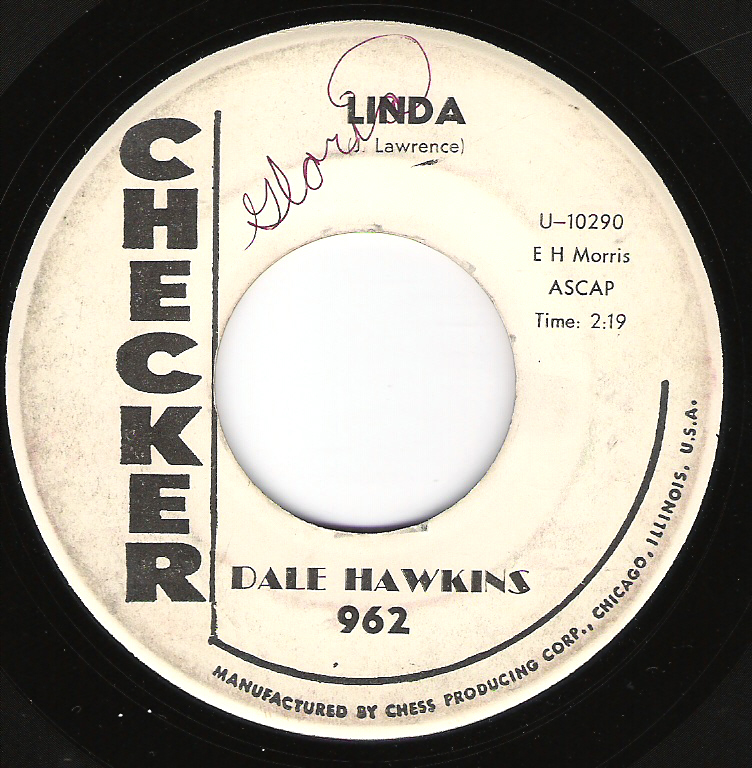 LINDA
(J. Lawrence)
Gloria
CHECKER
U-10290
E H Morris
ASCAP
Time: 2:19
DALE HAWKINS
962
MANUFACTURED BY CHESS PRODUCING CORP., CHICAGO, ILLINOIS, U.S.A.